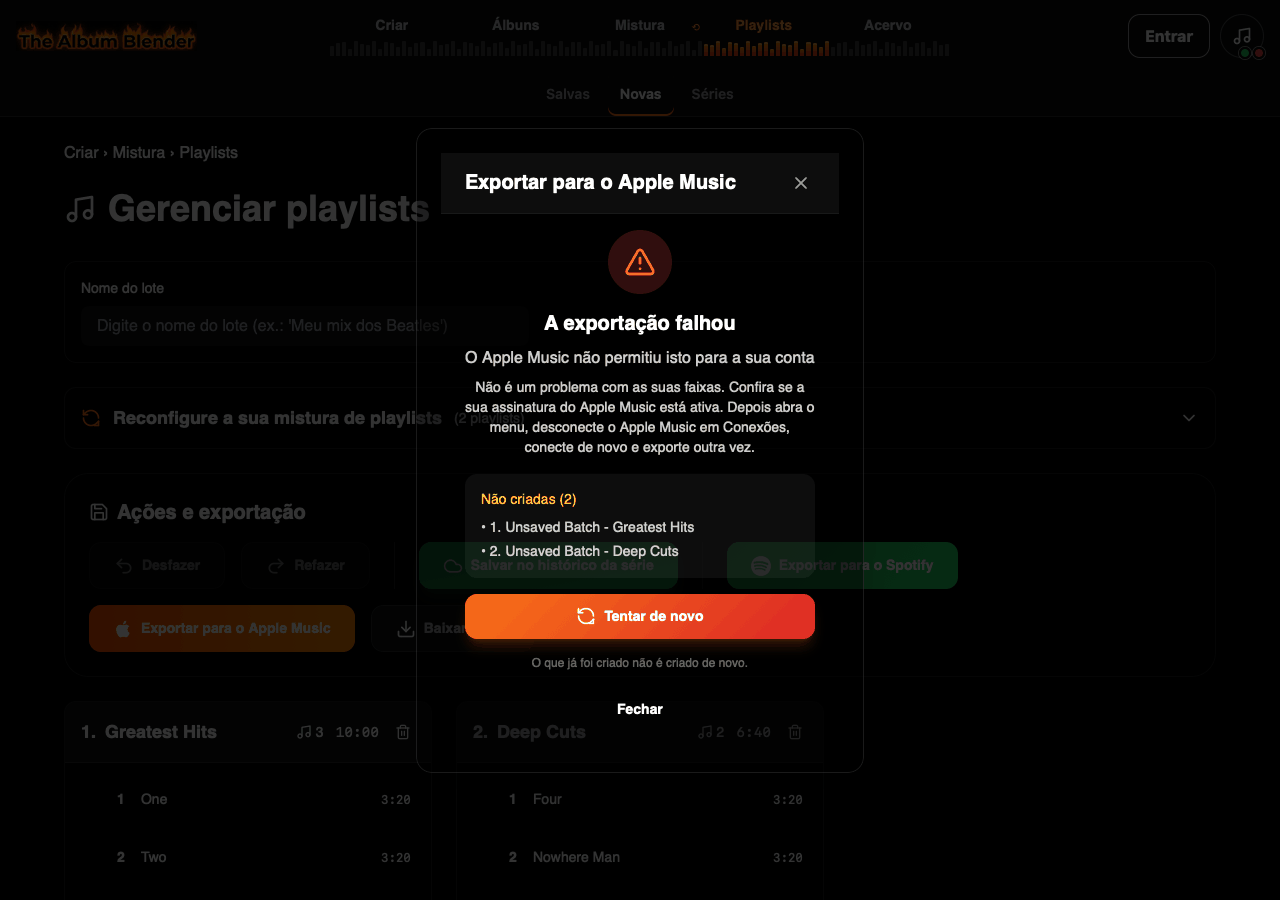 The Album Blender
Criar
Álbuns
Mistura
Playlists
Acervo
Entrar
Salvas
Novas
Séries
Criar › Mistura › Playlists
Gerenciar playlists
Nome do lote
Digite o nome do lote (ex.: 'Meu mix dos Beatles')
Reconfigure a sua mistura de playlists (2 playlists)
Ações e exportação
Desfazer
Refazer
Salvar no histórico da série
Exportar para o Spotify
Exportar para o Apple Music
Baixar
Exportar para o Apple Music
A exportação falhou
O Apple Music não permitiu isto para a sua conta
Não é um problema com as suas faixas. Confira se a
sua assinatura do Apple Music está ativa. Depois abra o
menu, desconecte o Apple Music em Conexões,
conecte de novo e exporte outra vez.
Não criadas (2)
• 1. Unsaved Batch - Greatest Hits
• 2. Unsaved Batch - Deep Cuts
Tentar de novo
O que já foi criado não é criado de novo.
Fechar
1. Greatest Hits 3 10:00
1 One 3:20
2 Two 3:20
2. Deep Cuts 2 6:40
1 Four 3:20
2 Nowhere Man 3:20